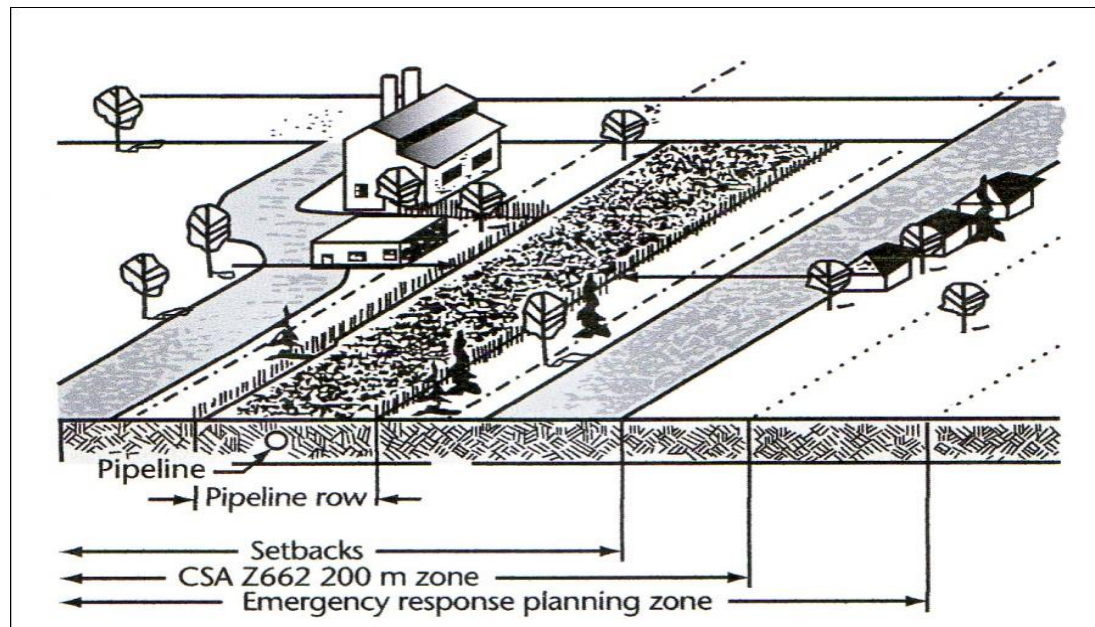 Pipeline
Pipeline row
Setbacks
CSA Z662 200 m zone
Emergency response planning zone